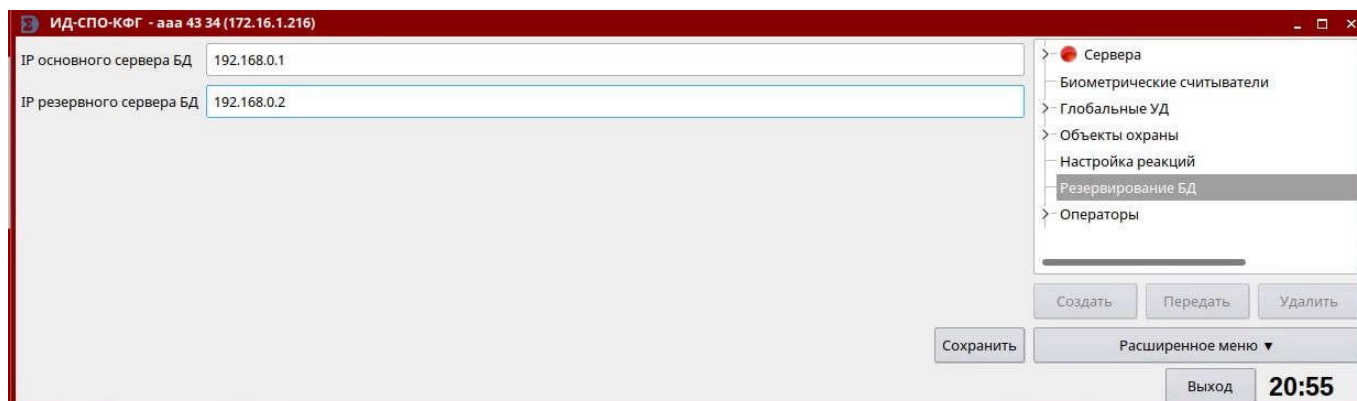 ИД-СПО-КФГ - ааа 43 34 (172.16.1.216)
IP основного сервера БД 192.168.0.1
IP резервного сервера БД 192.168.0.2
Сервера
Биометрические считыватели
Глобальные УД
Объекты охраны
Настройка реакций
Резервирование БД
Операторы
Создать Передать Удалить
Сохранить Расширенное меню ▼
Выход 20:55